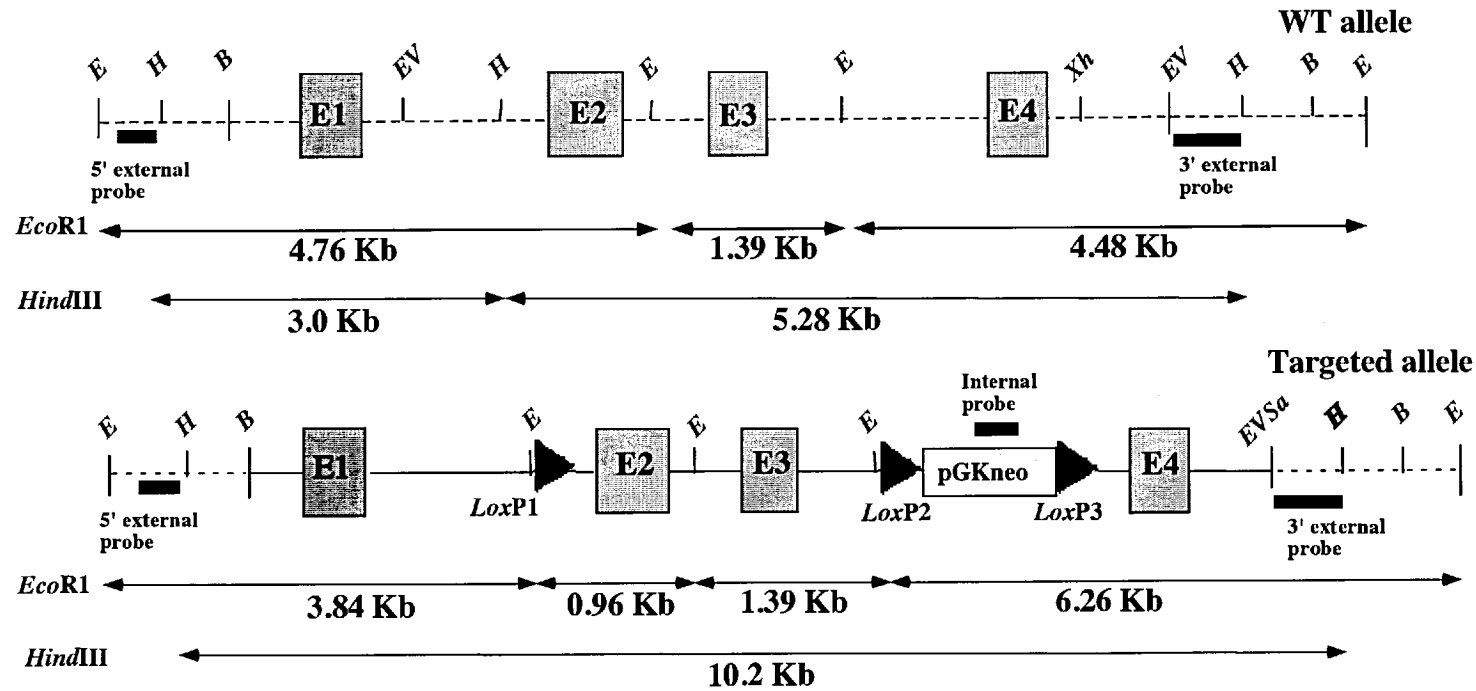 WT allele
E H B EV H E E Xh EV H B E
E1 E2 E3 E4
5' external
probe
3' external
probe
EcoR1
4.76 Kb 1.39 Kb 4.48 Kb
HindIII
3.0 Kb 5.28 Kb
Targeted allele
Internal
probe
E H B E E E EVSa H B E
E1 E2 E3 pGKneo E4
LoxP1 LoxP2 LoxP3
5' external
probe
3' external
probe
EcoR1
3.84 Kb 0.96 Kb 1.39 Kb 6.26 Kb
HindIII
10.2 Kb